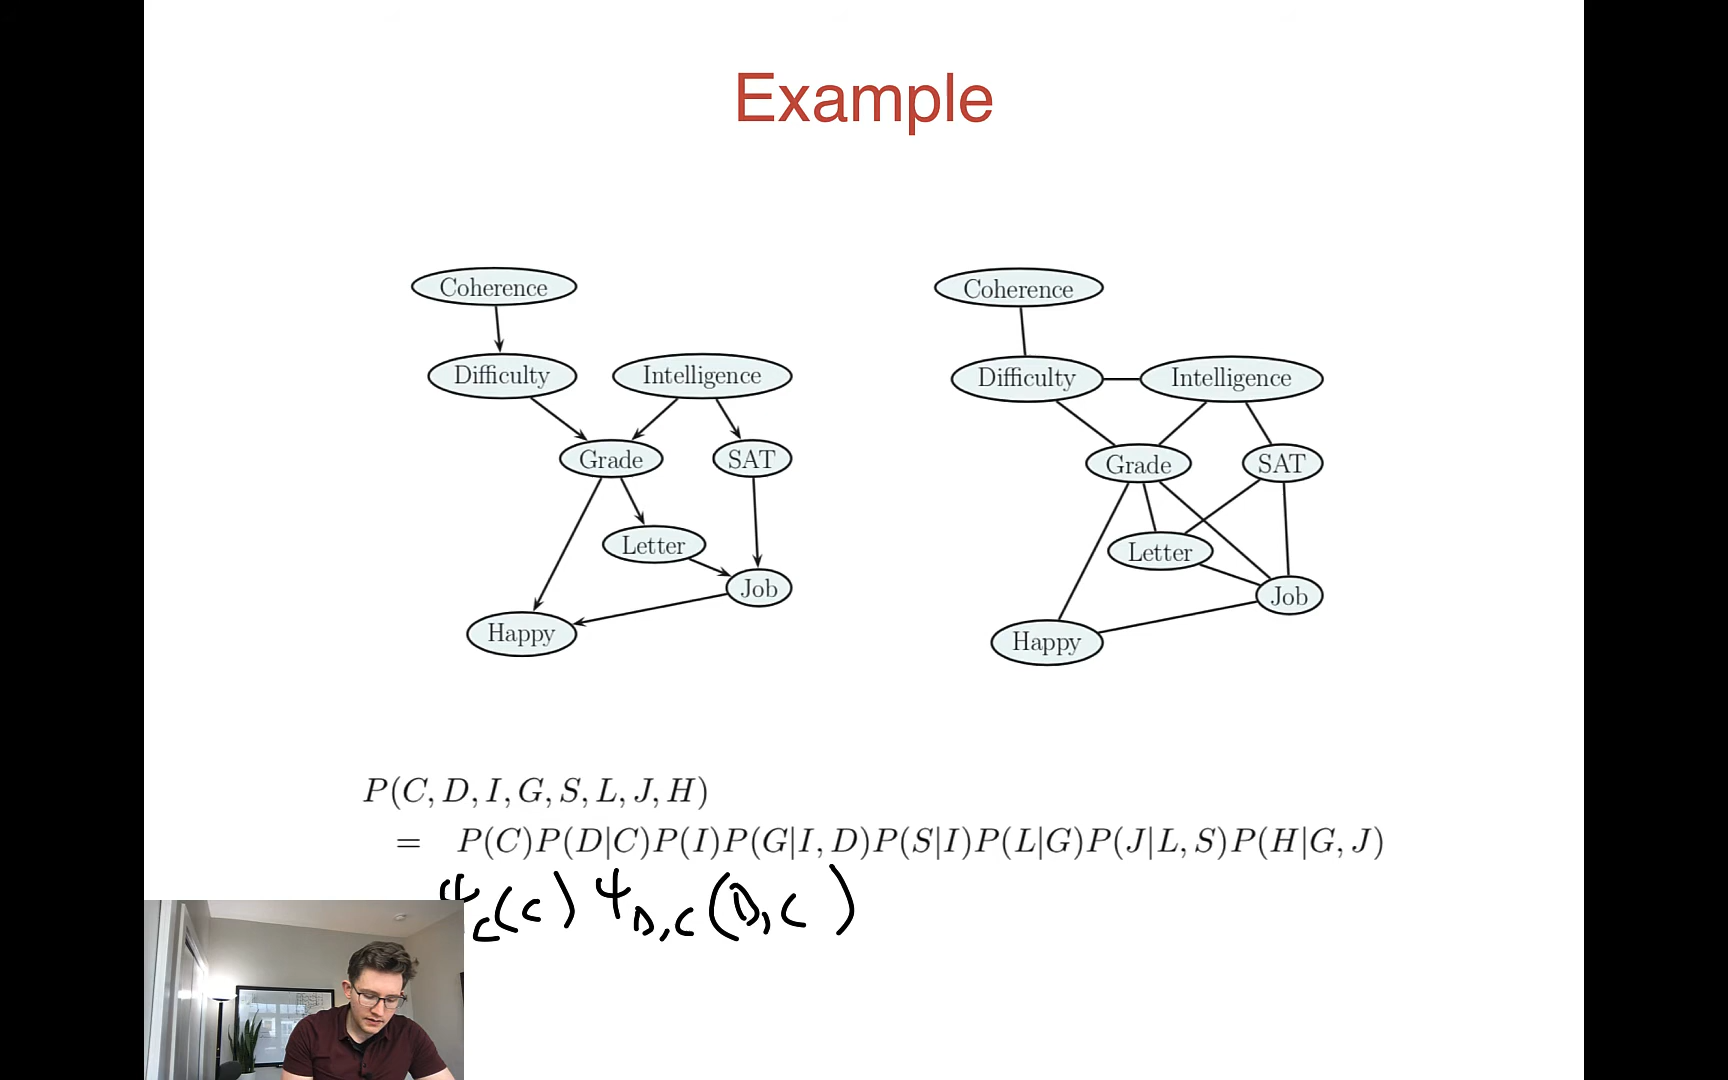 Example
Coherence
Difficulty Intelligence
Grade SAT
Letter
Job
Happy
Coherence
Difficulty Intelligence
Grade SAT
Letter
Job
Happy
P(C, D, I, G, S, L, J, H)
= P(C)P(D|C)P(I)P(G|I, D)P(S|I)P(L|G)P(J|L, S)P(H|G, J)
Ψ_C(C) Ψ_{D,C}(D,C)